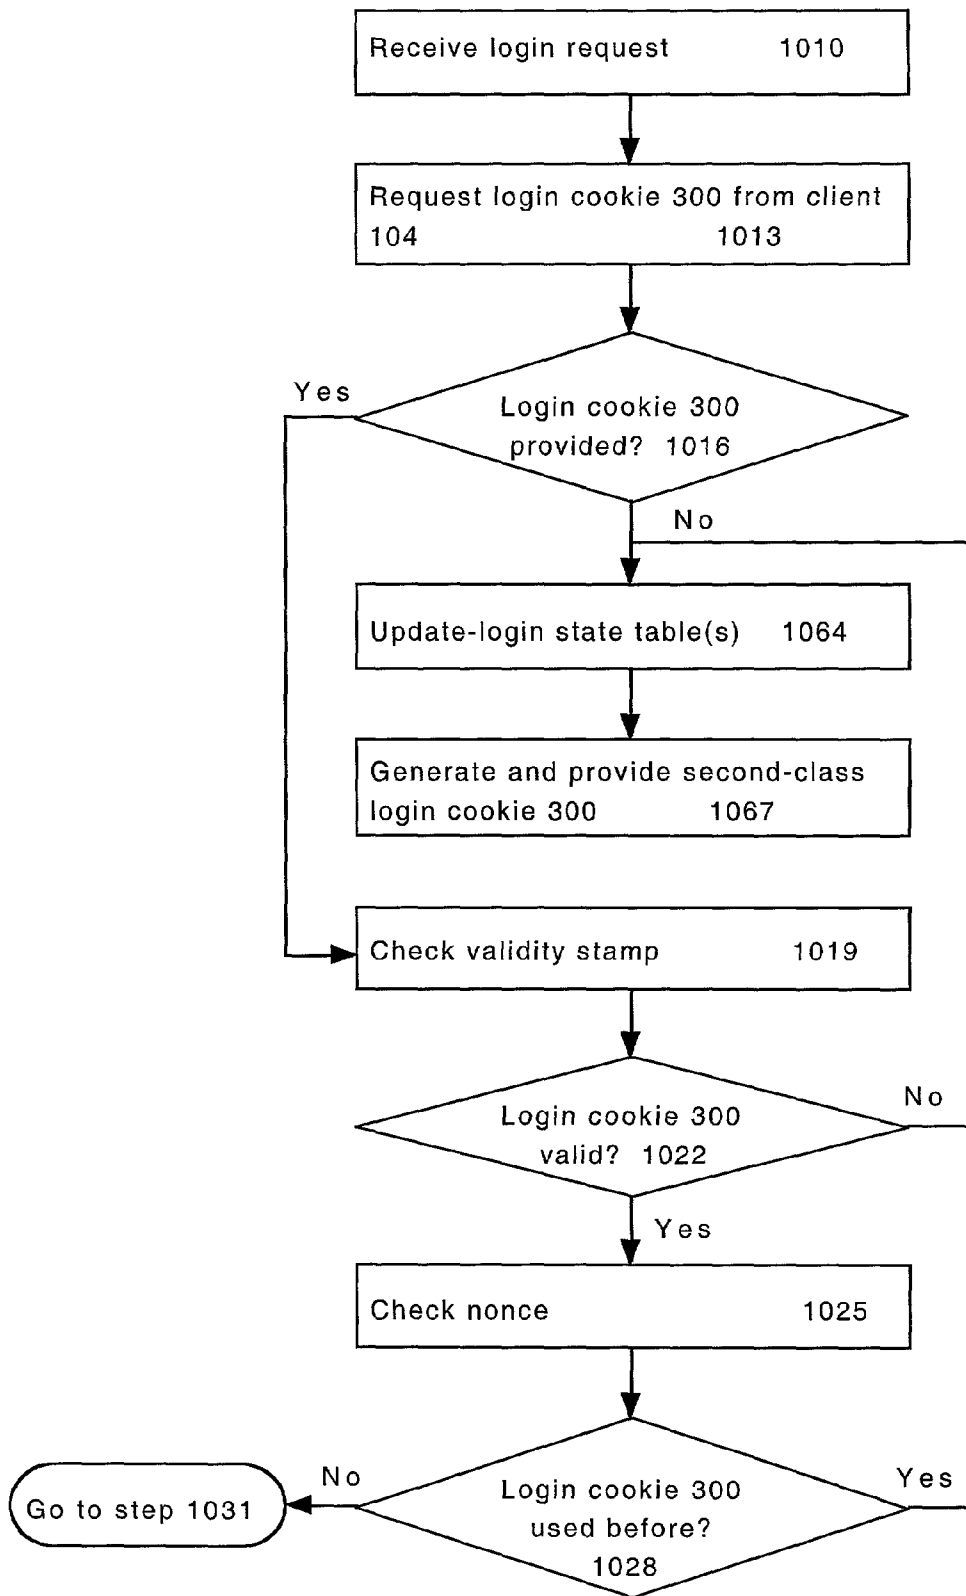 Receive login request 1010
Request login cookie 300 from client
104 1013
Yes
Login cookie 300
provided? 1016
No
Update-login state table(s) 1064
Generate and provide second-class
login cookie 300 1067
Check validity stamp 1019
Login cookie 300
valid? 1022
No
Yes
Check nonce 1025
No
Login cookie 300
used before?
1028
Yes
Go to step 1031